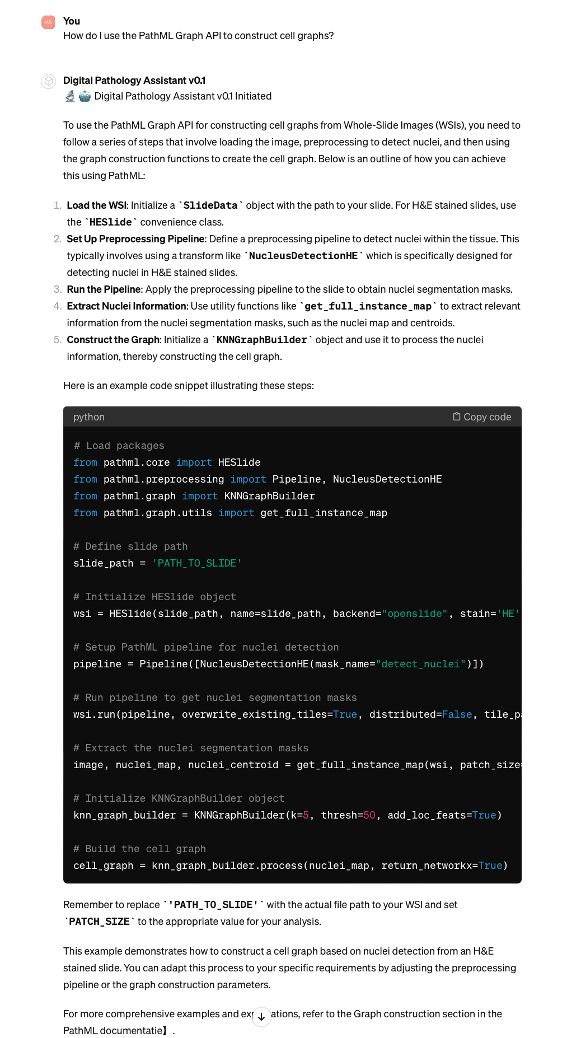 You
How do I use the PathML Graph API to construct cell graphs?
Digital Pathology Assistant v0.1
🔬 🤖 Digital Pathology Assistant v0.1 Initiated
To use the PathML Graph API for constructing cell graphs from Whole-Slide Images (WSIs), you need to
follow a series of steps that involve loading the image, preprocessing to detect nuclei, and then using
the graph construction functions to create the cell graph. Below is an outline of how you can achieve
this using PathML:
1. Load the WSI: Initialize a `SlideData` object with the path to your slide. For H&E stained slides, use
the `HESlide` convenience class.
2. Set Up Preprocessing Pipeline: Define a preprocessing pipeline to detect nuclei within the tissue. This
typically involves using a transform like `NucleusDetectionHE` which is specifically designed for
detecting nuclei in H&E stained slides.
3. Run the Pipeline: Apply the preprocessing pipeline to the slide to obtain nuclei segmentation masks.
4. Extract Nuclei Information: Use utility functions like `get_full_instance_map` to extract relevant
information from the nuclei segmentation masks, such as the nuclei map and centroids.
5. Construct the Graph: Initialize a `KNNGraphBuilder` object and use it to process the nuclei
information, thereby constructing the cell graph.
Here is an example code snippet illustrating these steps:
python Copy code
# Load packages
from pathml.core import HESlide
from pathml.preprocessing import Pipeline, NucleusDetectionHE
from pathml.graph import KNNGraphBuilder
from pathml.graph.utils import get_full_instance_map
# Define slide path
slide_path = 'PATH_TO_SLIDE'
# Initialize HESlide object
wsi = HESlide(slide_path, name=slide_path, backend="openslide", stain='HE'
# Setup PathML pipeline for nuclei detection
pipeline = Pipeline([NucleusDetectionHE(mask_name="detect_nuclei")])
# Run pipeline to get nuclei segmentation masks
wsi.run(pipeline, overwrite_existing_tiles=True, distributed=False, tile_pa
# Extract the nuclei segmentation masks
image, nuclei_map, nuclei_centroid = get_full_instance_map(wsi, patch_size=
# Initialize KNNGraphBuilder object
knn_graph_builder = KNNGraphBuilder(k=5, thresh=50, add_loc_feats=True)
# Build the cell graph
cell_graph = knn_graph_builder.process(nuclei_map, return_networkx=True)
Remember to replace `'PATH_TO_SLIDE'` with the actual file path to your WSI and set
`PATCH_SIZE` to the appropriate value for your analysis.
This example demonstrates how to construct a cell graph based on nuclei detection from an H&E
stained slide. You can adapt this process to your specific requirements by adjusting the preprocessing
pipeline or the graph construction parameters.
For more comprehensive examples and ations, refer to the Graph construction section in the
PathML documentatie】.